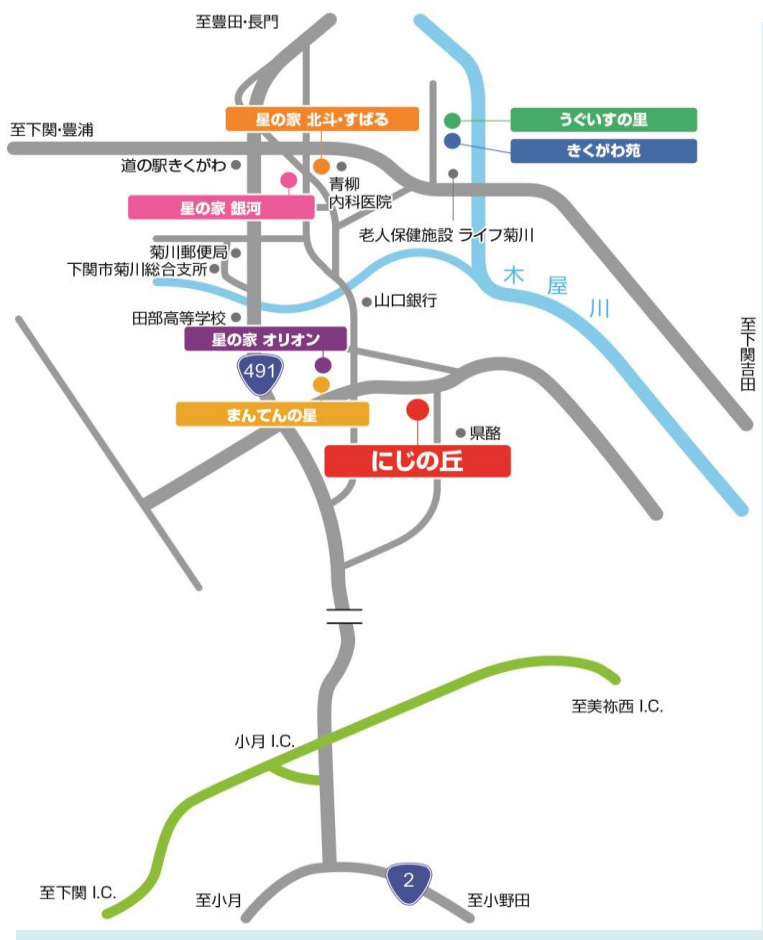 至豊田・長門
至下関・豊浦
星の家 北斗・すばる
うぐいすの里
きくがわ苑
道の駅きくがわ
青柳
内科医院
星の家 銀河
老人保健施設 ライフ菊川
菊川郵便局
下関市菊川総合支所
木屋川
山口銀行
田部高等学校
至下関吉田
星の家 オリオン
491
まんてんの星
県酪
にじの丘
至美祢西 I.C.
小月 I.C.
至下関 I.C.
至小月
2
至小野田